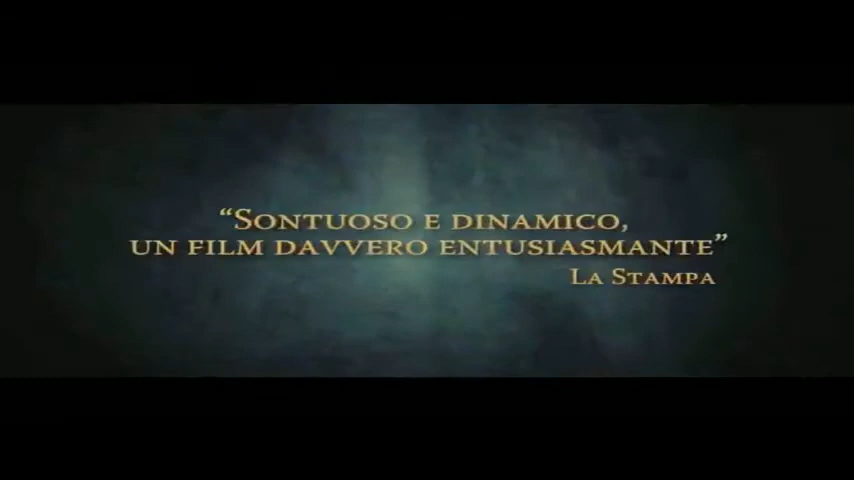 “Sontuoso e dinamico,
un film davvero entusiasmante”
La Stampa